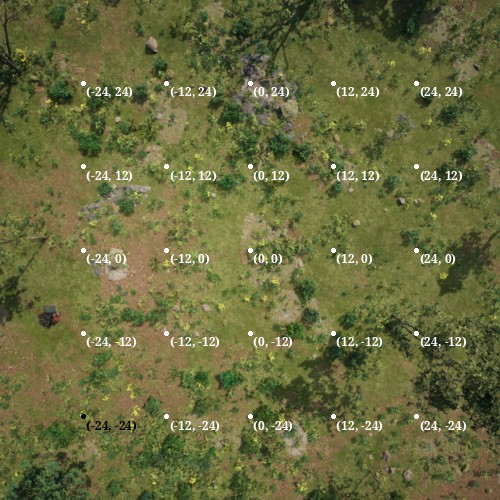 (-24, 24) (-12, 24) (0, 24) (12, 24) (24, 24)
(-24, 12) (-12, 12) (0, 12) (12, 12) (24, 12)
(-24, 0) (-12, 0) (0, 0) (12, 0) (24, 0)
(-24, -12) (-12, -12) (0, -12) (12, -12) (24, -12)
(-24, -24) (-12, -24) (0, -24) (12, -24) (24, -24)